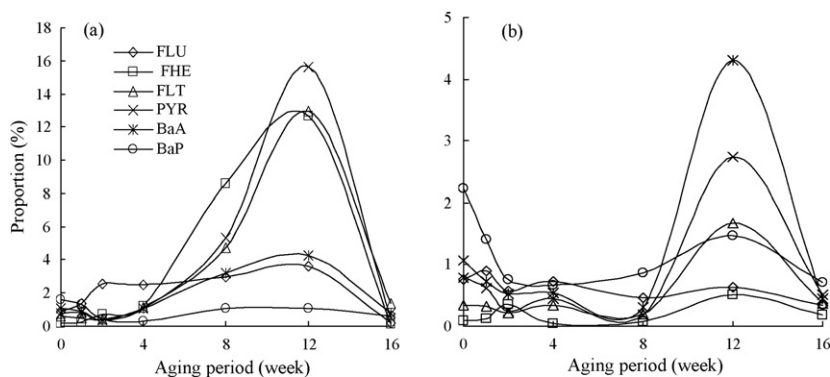 (a)
(b)
18
16
14
12
10
8
6
4
2
0
FLU
FHE
FLT
PYR
BaA
BaP
Proportion (%)
0 4 8 12 16
Aging period (week)
5
4
3
2
1
0
0 4 8 12 16
Aging period (week)